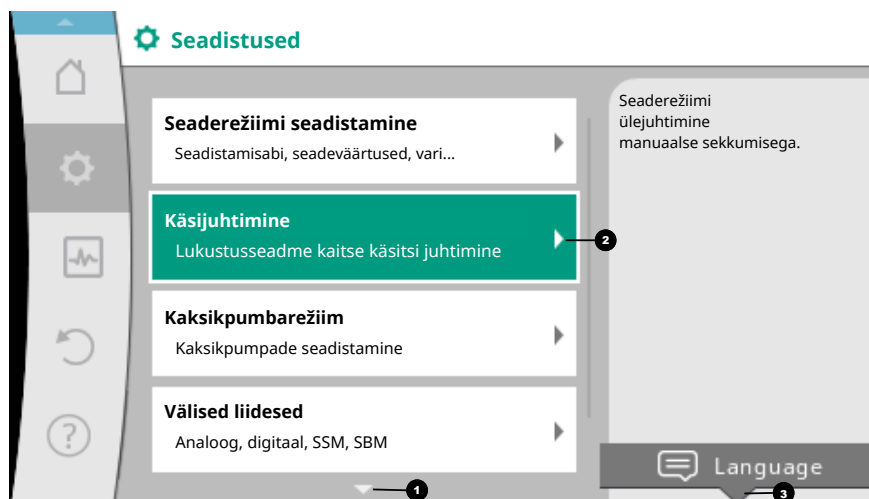 Seadistused
Seaderežiimi seadistamine
Seadistamisabi, seadeväärtused, vari...
Käsijuhtimine
Lukustusseadme kaitse käsitsi juhtimine
Kaksikpumbarežiim
Kaksikpumpade seadistamine
Välised liidesed
Analoog, digitaal, SSM, SBM
Seaderežiimi
ülejuhtimine
manuaalse sekkumisega.
?
Language
1
2
3